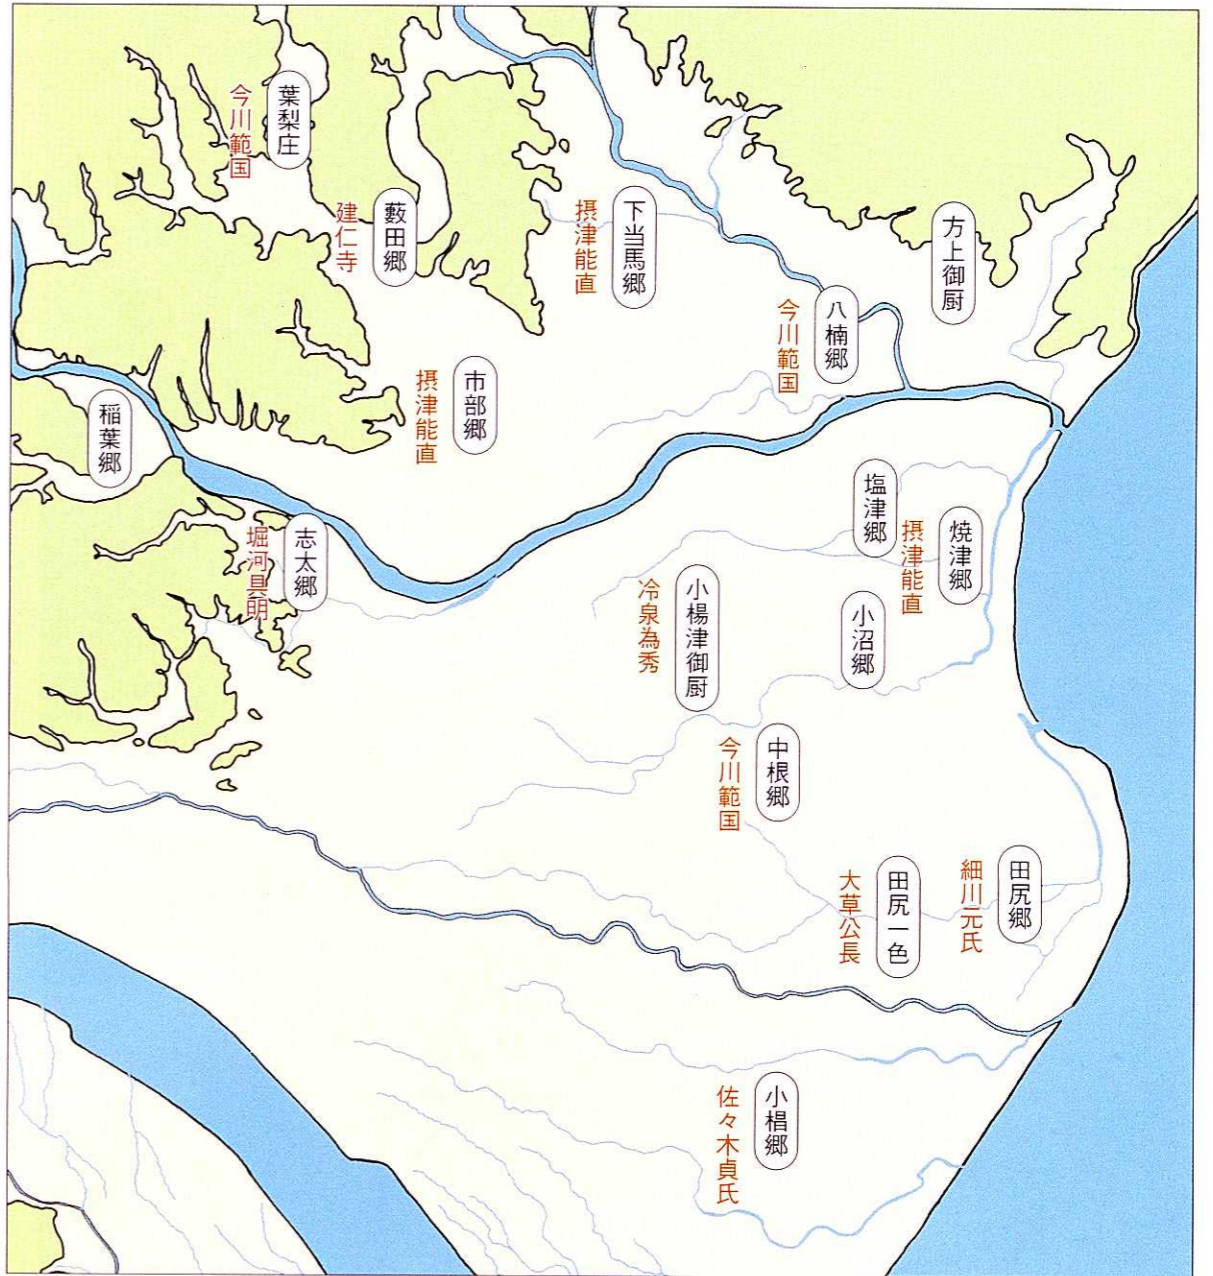 方上御厨
下当馬郷
摂津能直
八楠郷
今川範国
葉梨庄
今川範国
藪田郷
建仁寺
市部郷
摂津能直
稲葉郷
志太郷
堀河具明
塩津郷
焼津郷
摂津能直
小楊津御厨
冷泉為秀
小沼郷
中根郷
今川範国
田尻郷
細川元氏
田尻一色
大草公長
小椙郷
佐々木貞氏